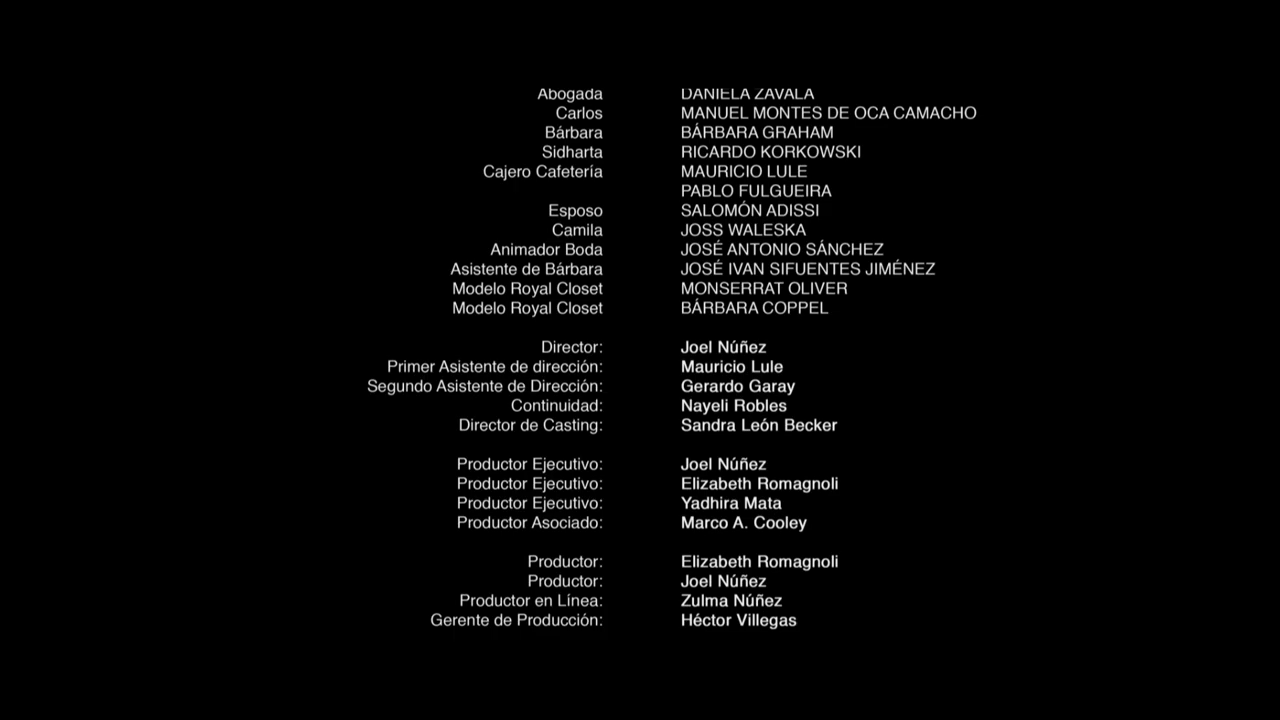 Abogada DANIELA ZAVALA
Carlos MANUEL MONTES DE OCA CAMACHO
Bárbara BÁRBARA GRAHAM
Sidharta RICARDO KORKOWSKI
Cajero Cafetería MAURICIO LULE
PABLO FULGUEIRA
Esposo SALOMÓN ADISSI
Camila JOSS WALESKA
Animador Boda JOSÉ ANTONIO SÁNCHEZ
Asistente de Bárbara JOSÉ IVAN SIFUENTES JIMÉNEZ
Modelo Royal Closet MONSERRAT OLIVER
Modelo Royal Closet BÁRBARA COPPEL
Director: Joel Núñez
Primer Asistente de dirección: Mauricio Lule
Segundo Asistente de Dirección: Gerardo Garay
Continuidad: Nayeli Robles
Director de Casting: Sandra León Becker
Productor Ejecutivo: Joel Núñez
Productor Ejecutivo: Elizabeth Romagnoli
Productor Ejecutivo: Yadhira Mata
Productor Asociado: Marco A. Cooley
Productor: Elizabeth Romagnoli
Productor: Joel Núñez
Productor en Línea: Zulma Núñez
Gerente de Producción: Héctor Villegas